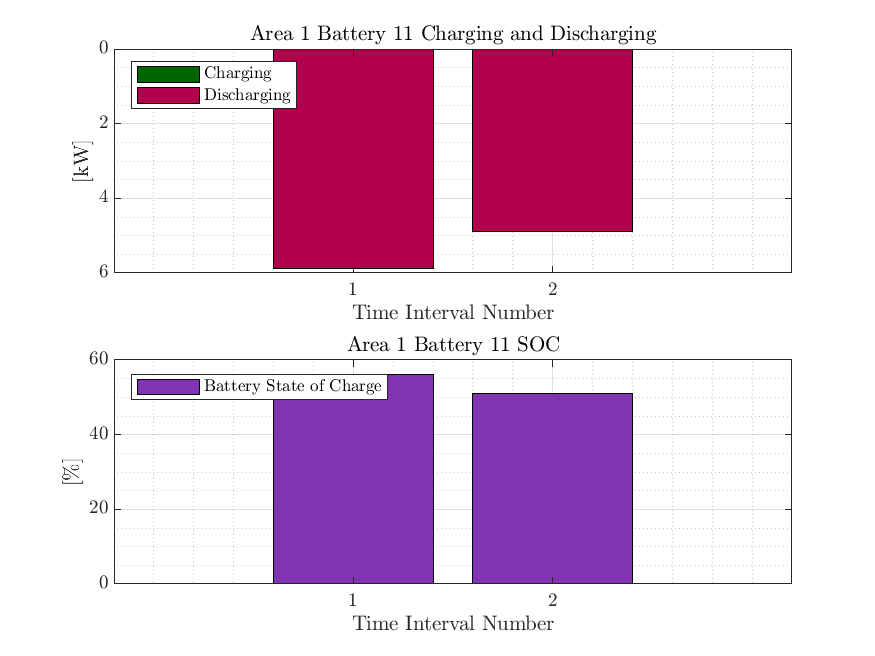 Area 1 Battery 11 Charging and Discharging
0
2
4
6
[kW]
Charging
Discharging
1
2
Time Interval Number
Area 1 Battery 11 SOC
60
40
20
0
[%]
Battery State of Charge
1
2
Time Interval Number